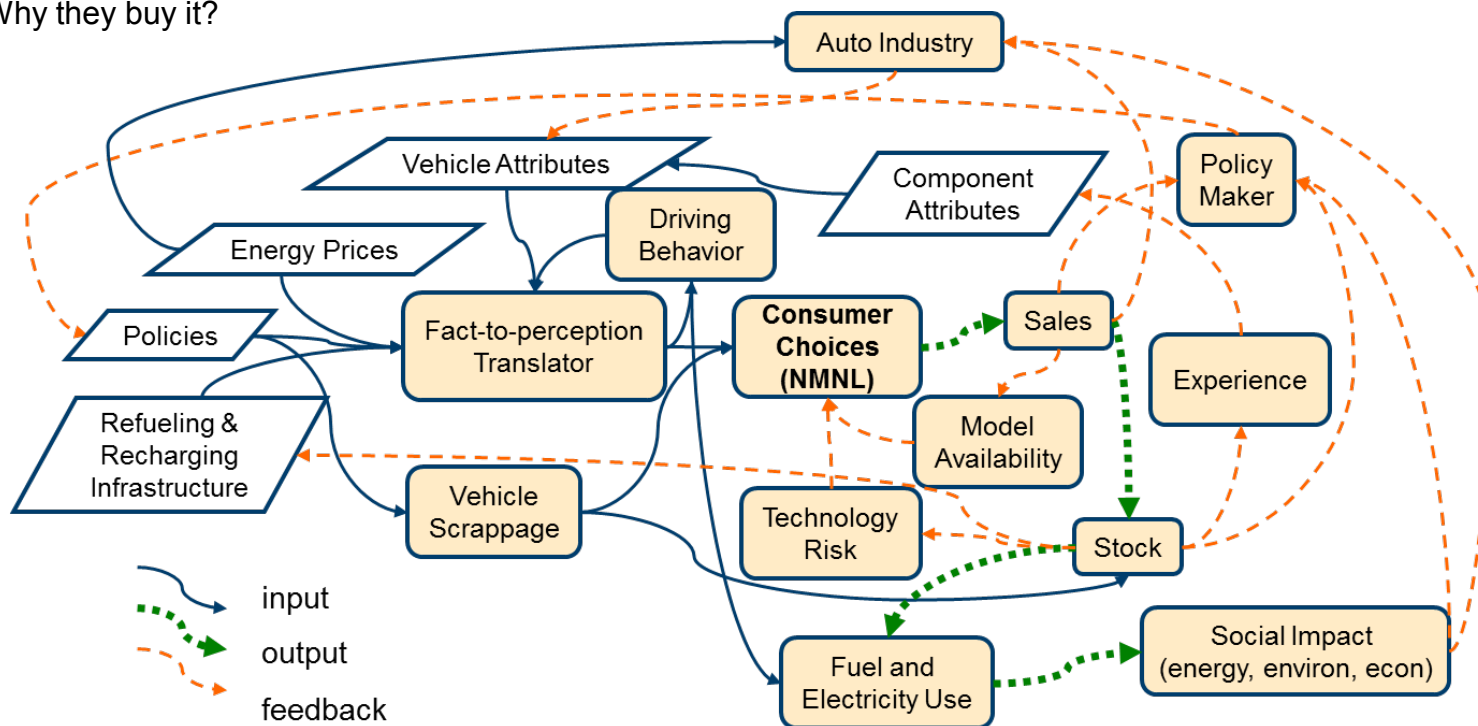 Why they buy it?
Auto Industry
Vehicle Attributes
Component
Attributes
Policy
Maker
Driving
Behavior
Energy Prices
Policies
Fact-to-perception
Translator
Consumer
Choices
(NMNL)
Sales
Experience
Refueling &
Recharging
Infrastructure
Model
Availability
Vehicle
Scrappage
Technology
Risk
Stock
input
output
feedback
Fuel and
Electricity Use
Social Impact
(energy, environ, econ)